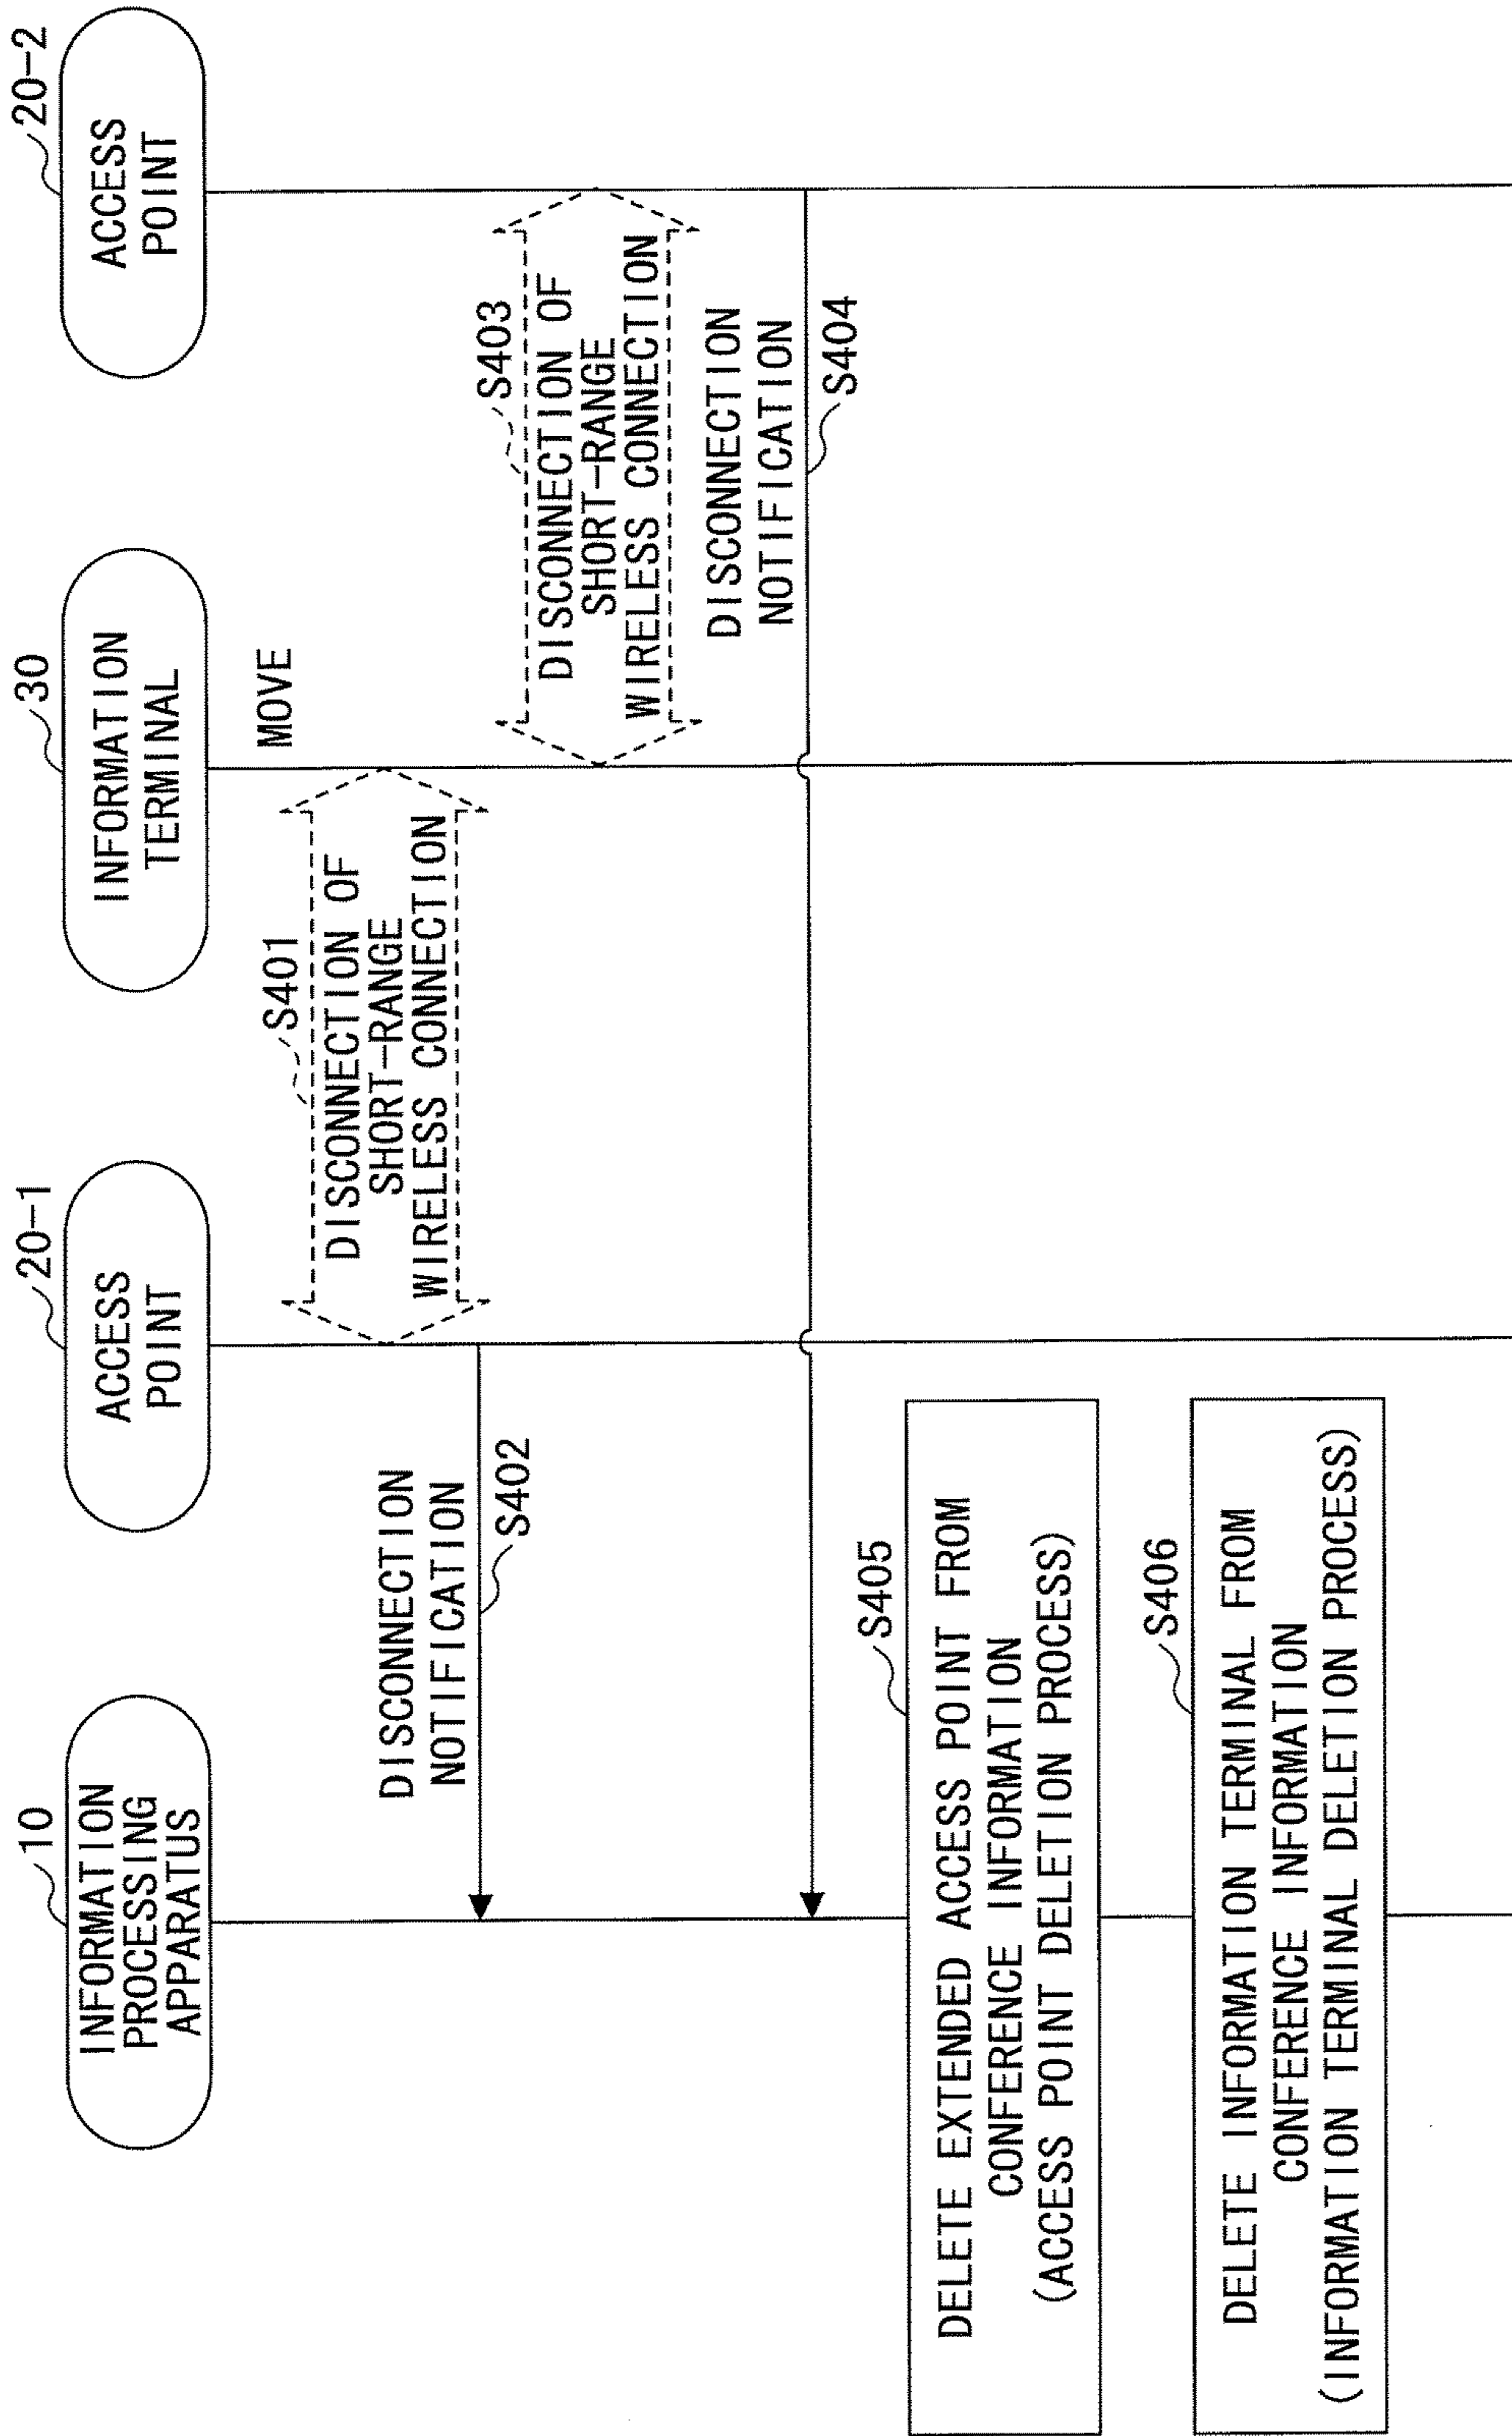 10
INFORMATION
PROCESSING
APPARATUS
20-1
ACCESS
POINT
30
INFORMATION
TERMINAL
20-2
ACCESS
POINT
MOVE
S401
DISCONNECTION OF
SHORT-RANGE
WIRELESS CONNECTION
DISCONNECTION
NOTIFICATION
S402
S403
DISCONNECTION OF
SHORT-RANGE
WIRELESS CONNECTION
DISCONNECTION
NOTIFICATION
S404
S405
DELETE EXTENDED ACCESS POINT FROM
CONFERENCE INFORMATION
(ACCESS POINT DELETION PROCESS)
S406
DELETE INFORMATION TERMINAL FROM
CONFERENCE INFORMATION
(INFORMATION TERMINAL DELETION PROCESS)